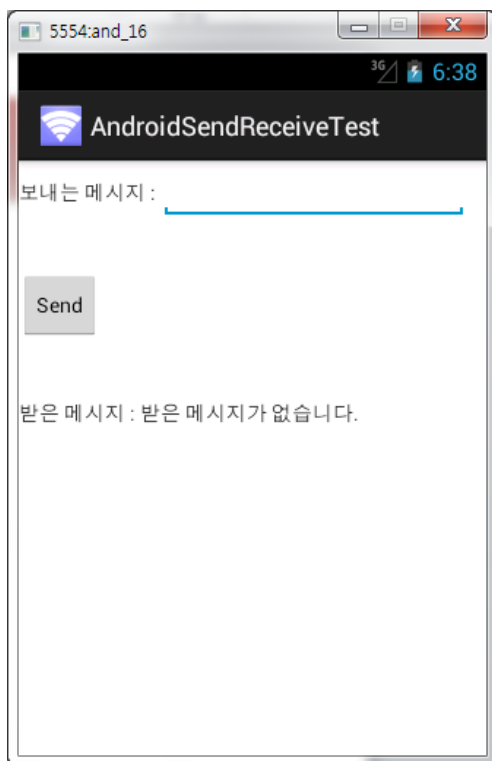 5554:and_16
3G 6:38
AndroidSendReceiveTest
보내는 메시지 :
Send
받은 메시지 : 받은 메시지가 없습니다.